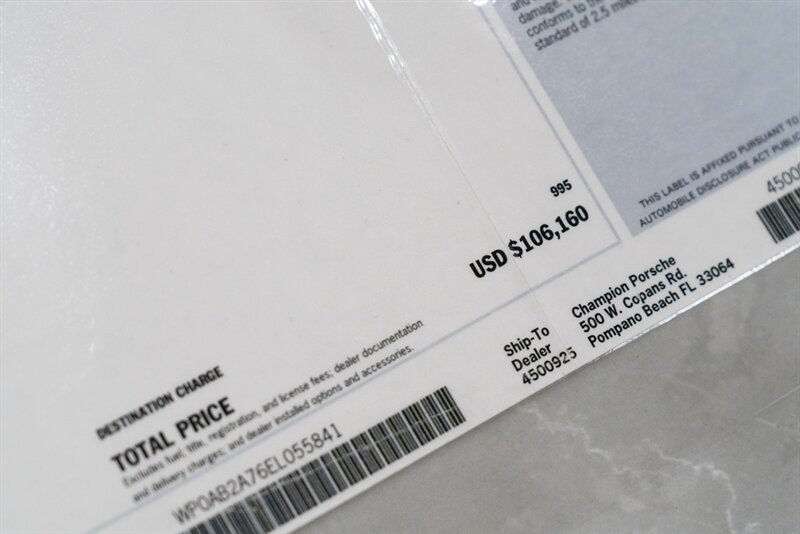 damage.
conforms to the
standard of 2.5 miles
THIS LABEL IS AFFIXED PURSUANT TO
AUTOMOBILE DISCLOSURE ACT PUBLIC
995
USD $106,160
DESTINATION CHARGE
TOTAL PRICE
Excludes fuel; title, registration, and license fees; dealer documentation
and delivery charges; and dealer installed options and accessories.
WP0AB2A76EL055841
Ship-To
Dealer
4500925
Champion Porsche
500 W. Copans Rd.
Pompano Beach FL 33064